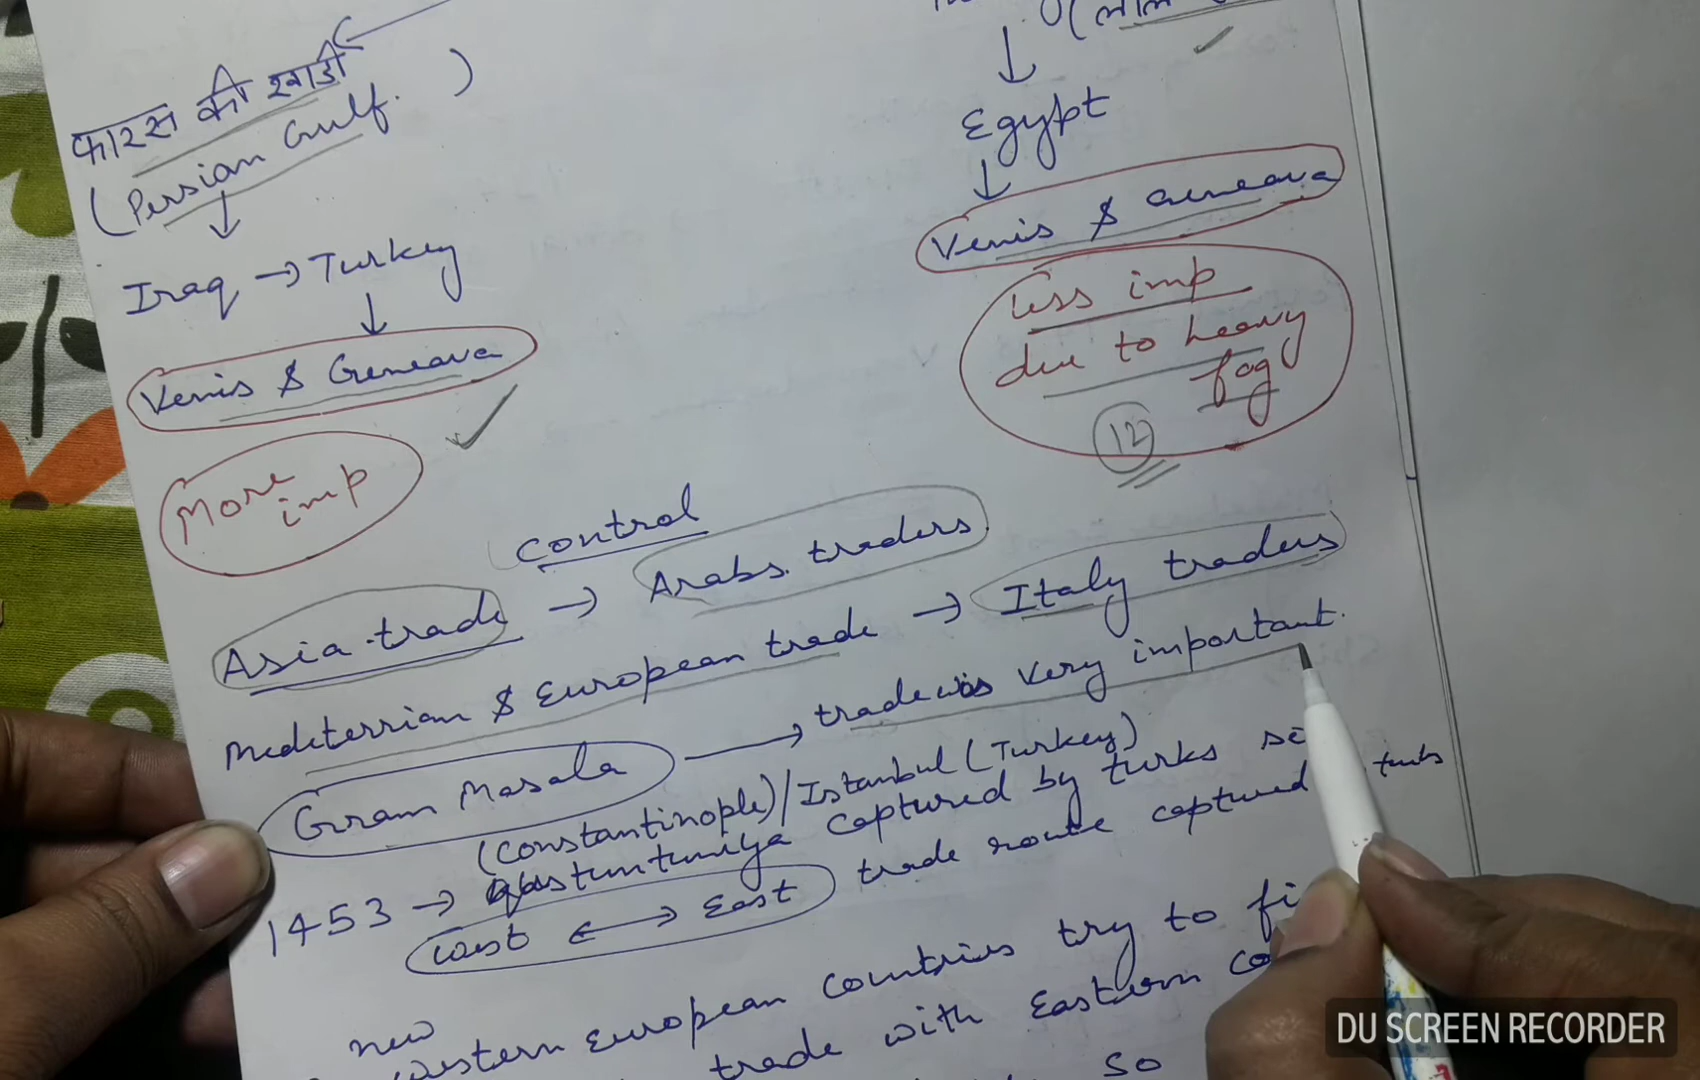 फारस की खाडी
(Persian Gulf. )
Iraq → Turkey
Venis & Geneava
More
imp
Egypt
Venis & Geneava
less imp
due to heavy
fog
12
Control
Asia trade → Arabs traders
Mediterrian & European trade → Italy traders
Garam Masala → trade was very important.
(Constantinople)/Istanbul (Turkey)
1453 → captured by turks
West ↔ East trade route captured
new
Western European countries try to
trade with Eastern
so
DU SCREEN RECORDER